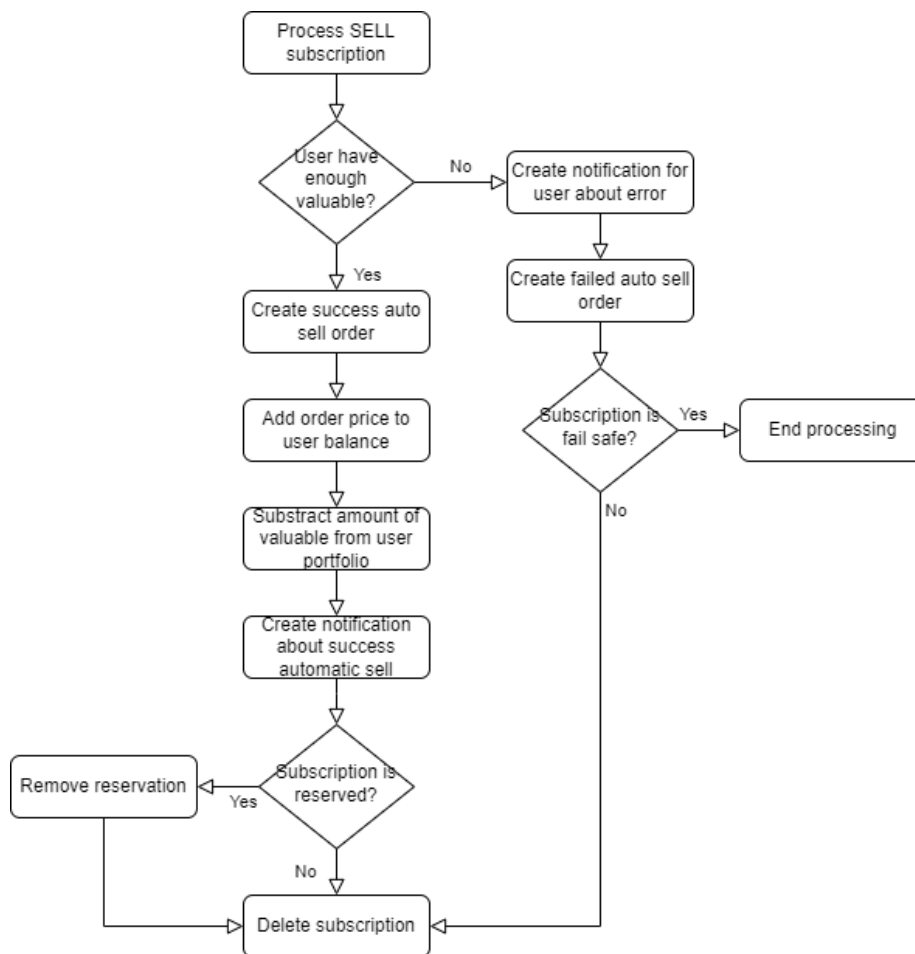 Process SELL
subscription
User have
enough
valuable?
No
Create notification for
user about error
Yes
Create success auto
sell order
Create failed auto sell
order
Add order price to
user balance
Subscription is
fail safe?
Yes
End processing
No
Substract amount of
valuable from user
portfolio
Create notification
about success
automatic sell
Subscription is
reserved?
Yes
Remove reservation
No
Delete subscription